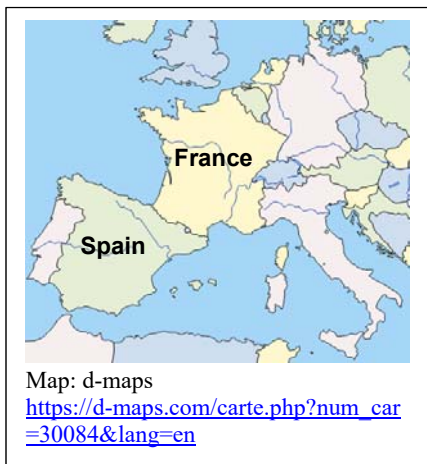 France
Spain
Map: d-maps
https://d-maps.com/carte.php?num_car
=30084&lang=en